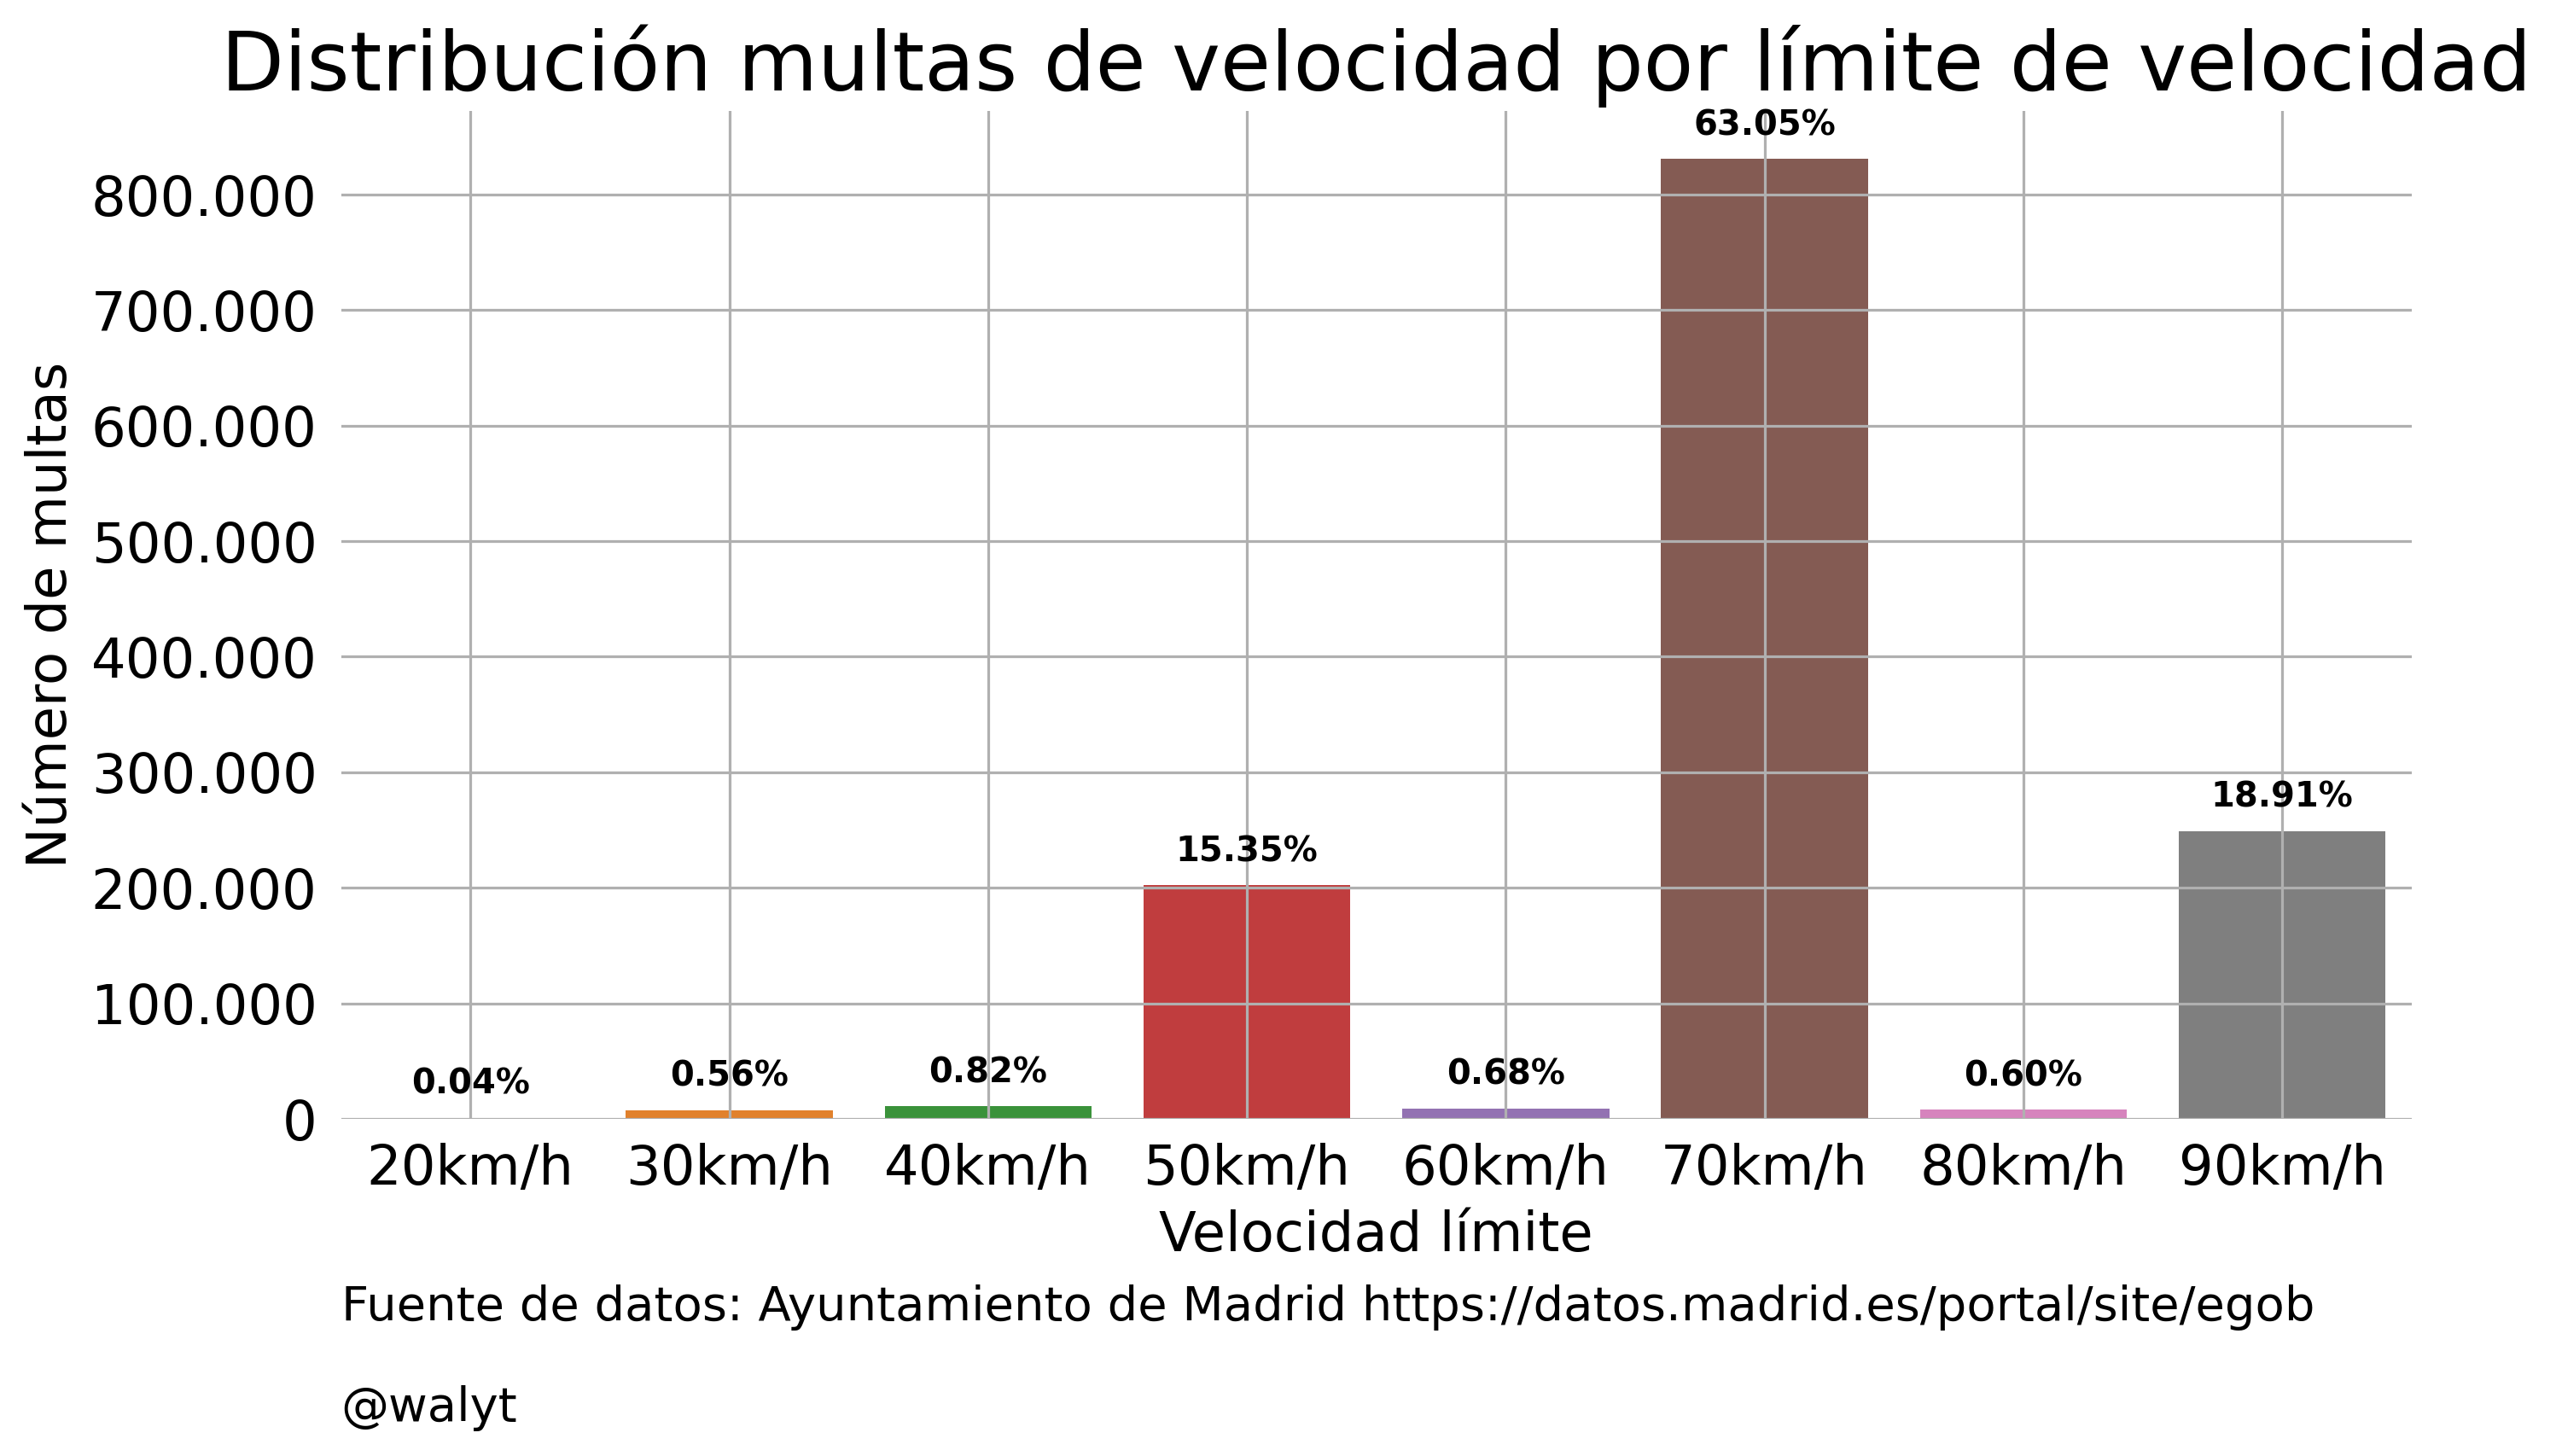 Distribución multas de velocidad por límite de velocidad
63.05%
800.000
700.000
600.000
500.000
400.000
300.000
200.000
100.000
0
Número de multas
18.91%
15.35%
0.04%
0.56%
0.82%
0.68%
0.60%
20km/h 30km/h 40km/h 50km/h 60km/h 70km/h 80km/h 90km/h
Velocidad límite
Fuente de datos: Ayuntamiento de Madrid https://datos.madrid.es/portal/site/egob
@walyt